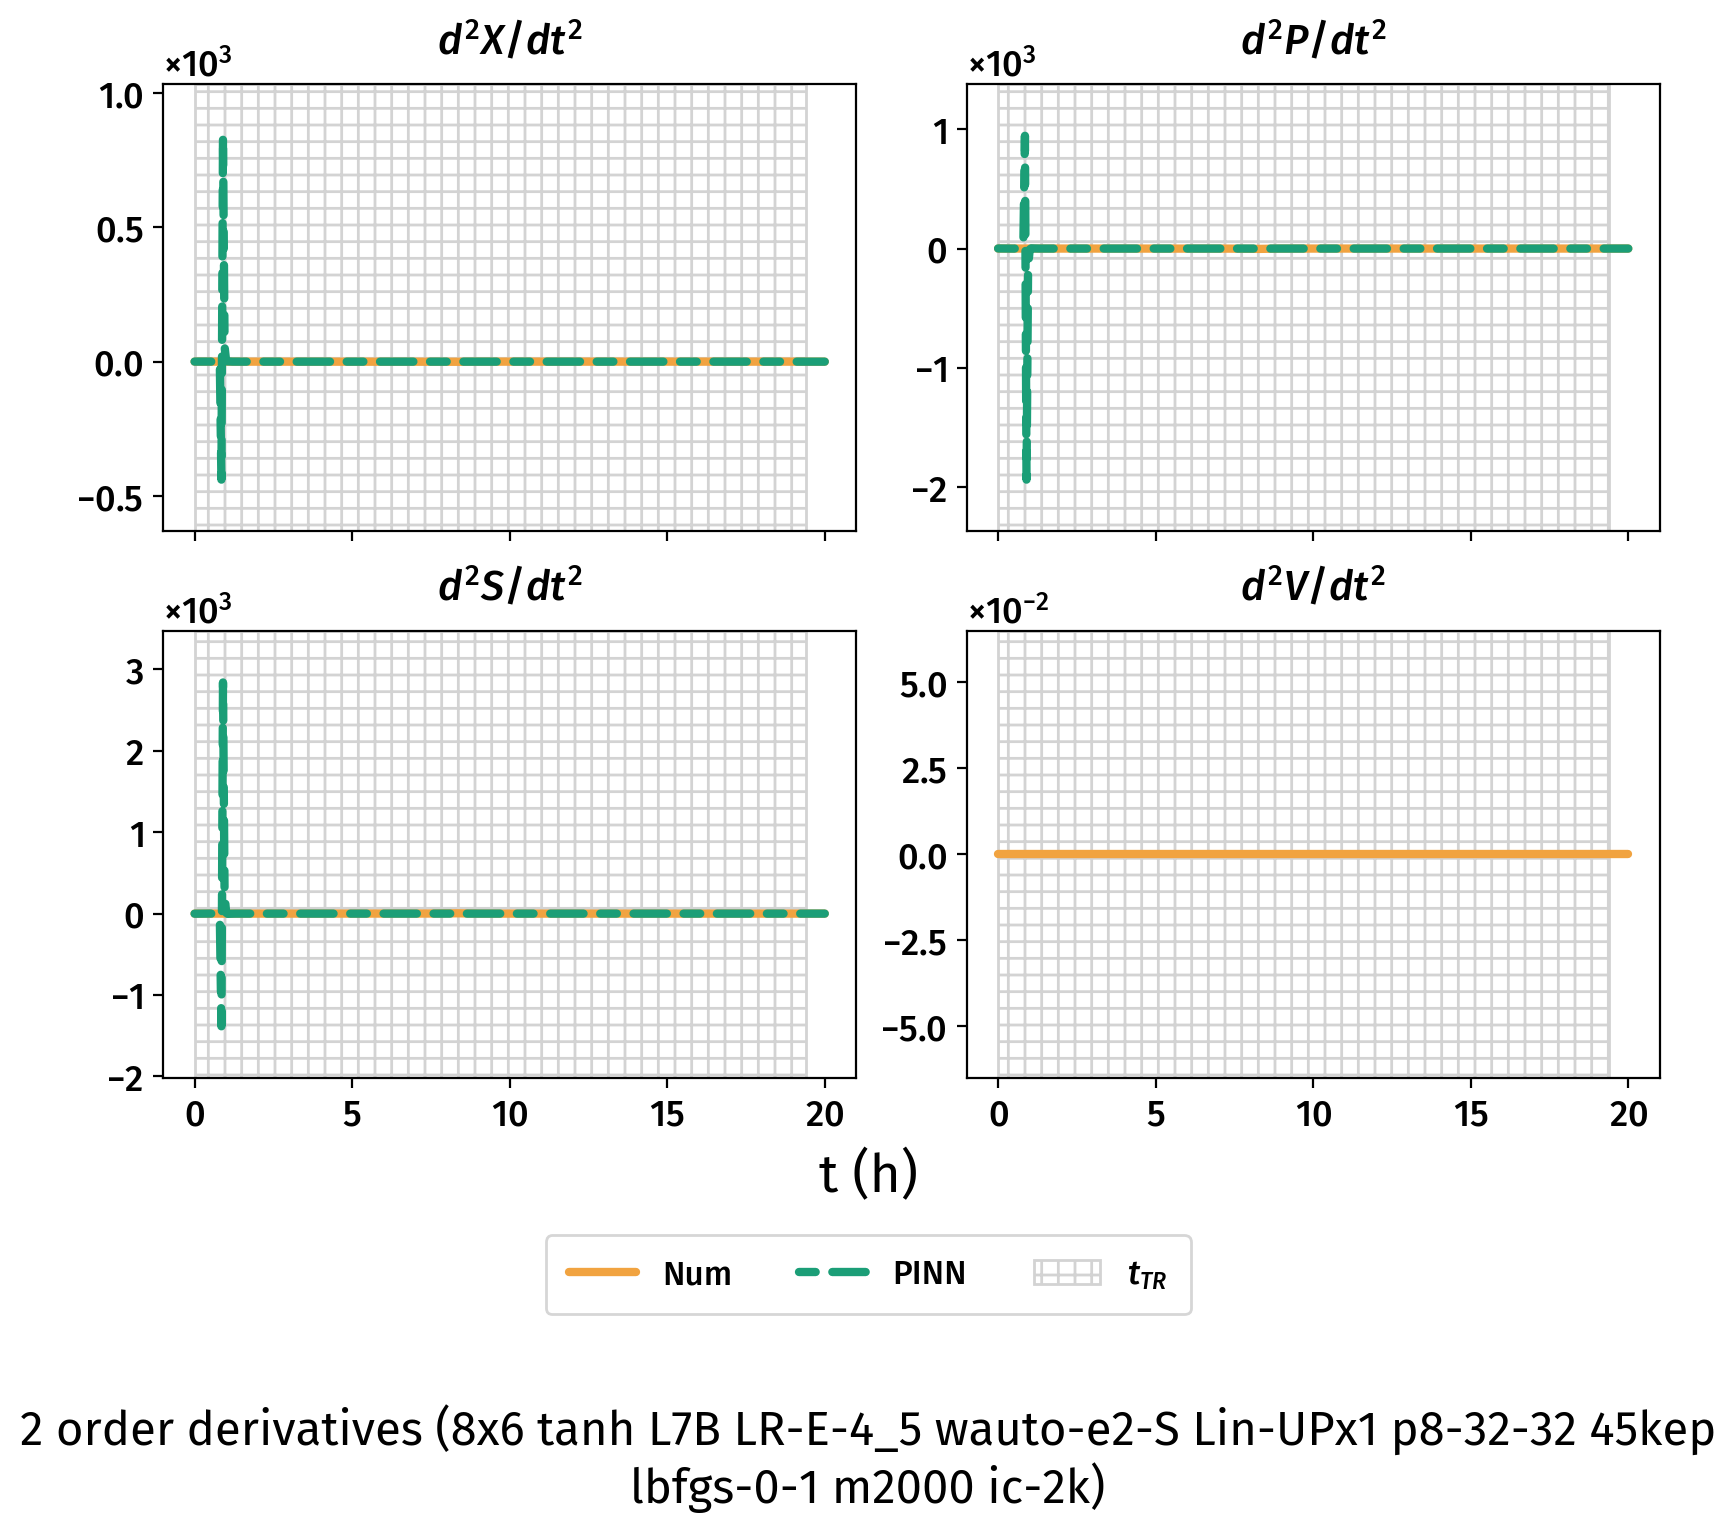 d²X/dt²
×10³
1.0
0.5
0.0
−0.5
d²P/dt²
×10³
1
0
−1
−2
d²S/dt²
×10³
3
2
1
0
−1
−2
0 5 10 15 20
d²V/dt²
×10⁻²
5.0
2.5
0.0
−2.5
−5.0
0 5 10 15 20
t (h)
Num PINN t_TR
2 order derivatives (8x6 tanh L7B LR-E-4_5 wauto-e2-S Lin-UPx1 p8-32-32 45kep
lbfgs-0-1 m2000 ic-2k)